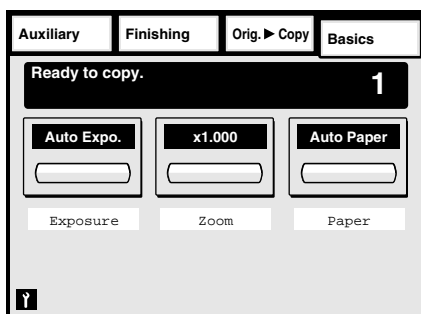 Auxiliary Finishing Orig.►Copy Basics
Ready to copy. 1
Auto Expo. x1.000 Auto Paper
Exposure Zoom Paper